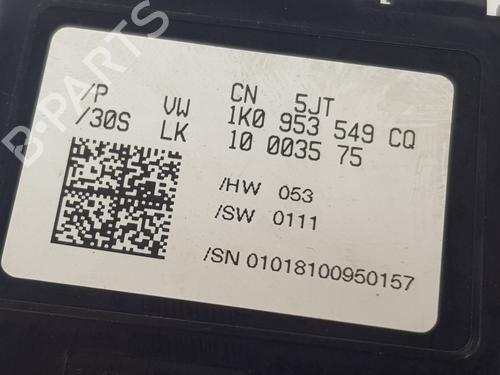 /P VW CN 5JT
/30S LK 1K0 953 549 CQ
10 0035 75
/HW 053
/SW 0111
/SN 01018100950157
B-PARTS